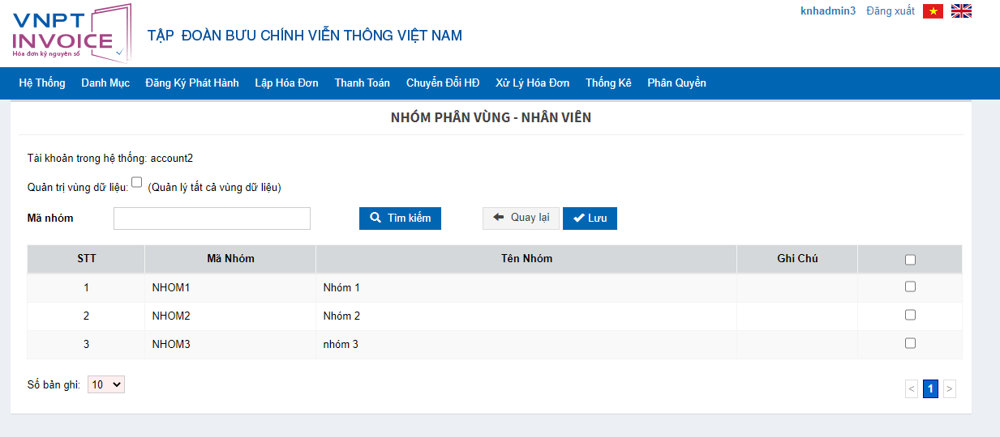 knhadmin3 Đăng xuất
VNPT
INVOICE
Hóa đơn kỷ nguyên số
TẬP ĐOÀN BƯU CHÍNH VIỄN THÔNG VIỆT NAM
Hệ Thống Danh Mục Đăng Ký Phát Hành Lập Hóa Đơn Thanh Toán Chuyển Đổi HĐ Xử Lý Hóa Đơn Thống Kê Phân Quyền
NHÓM PHÂN VÙNG - NHÂN VIÊN
Tài khoản trong hệ thống: account2
Quản trị vùng dữ liệu: (Quản lý tất cả vùng dữ liệu)
Mã nhóm Tìm kiếm Quay lại Lưu
STT Mã Nhóm Tên Nhóm Ghi Chú
1 NHOM1 Nhóm 1
2 NHOM2 Nhóm 2
3 NHOM3 nhóm 3
Số bản ghi: 10 < 1 >